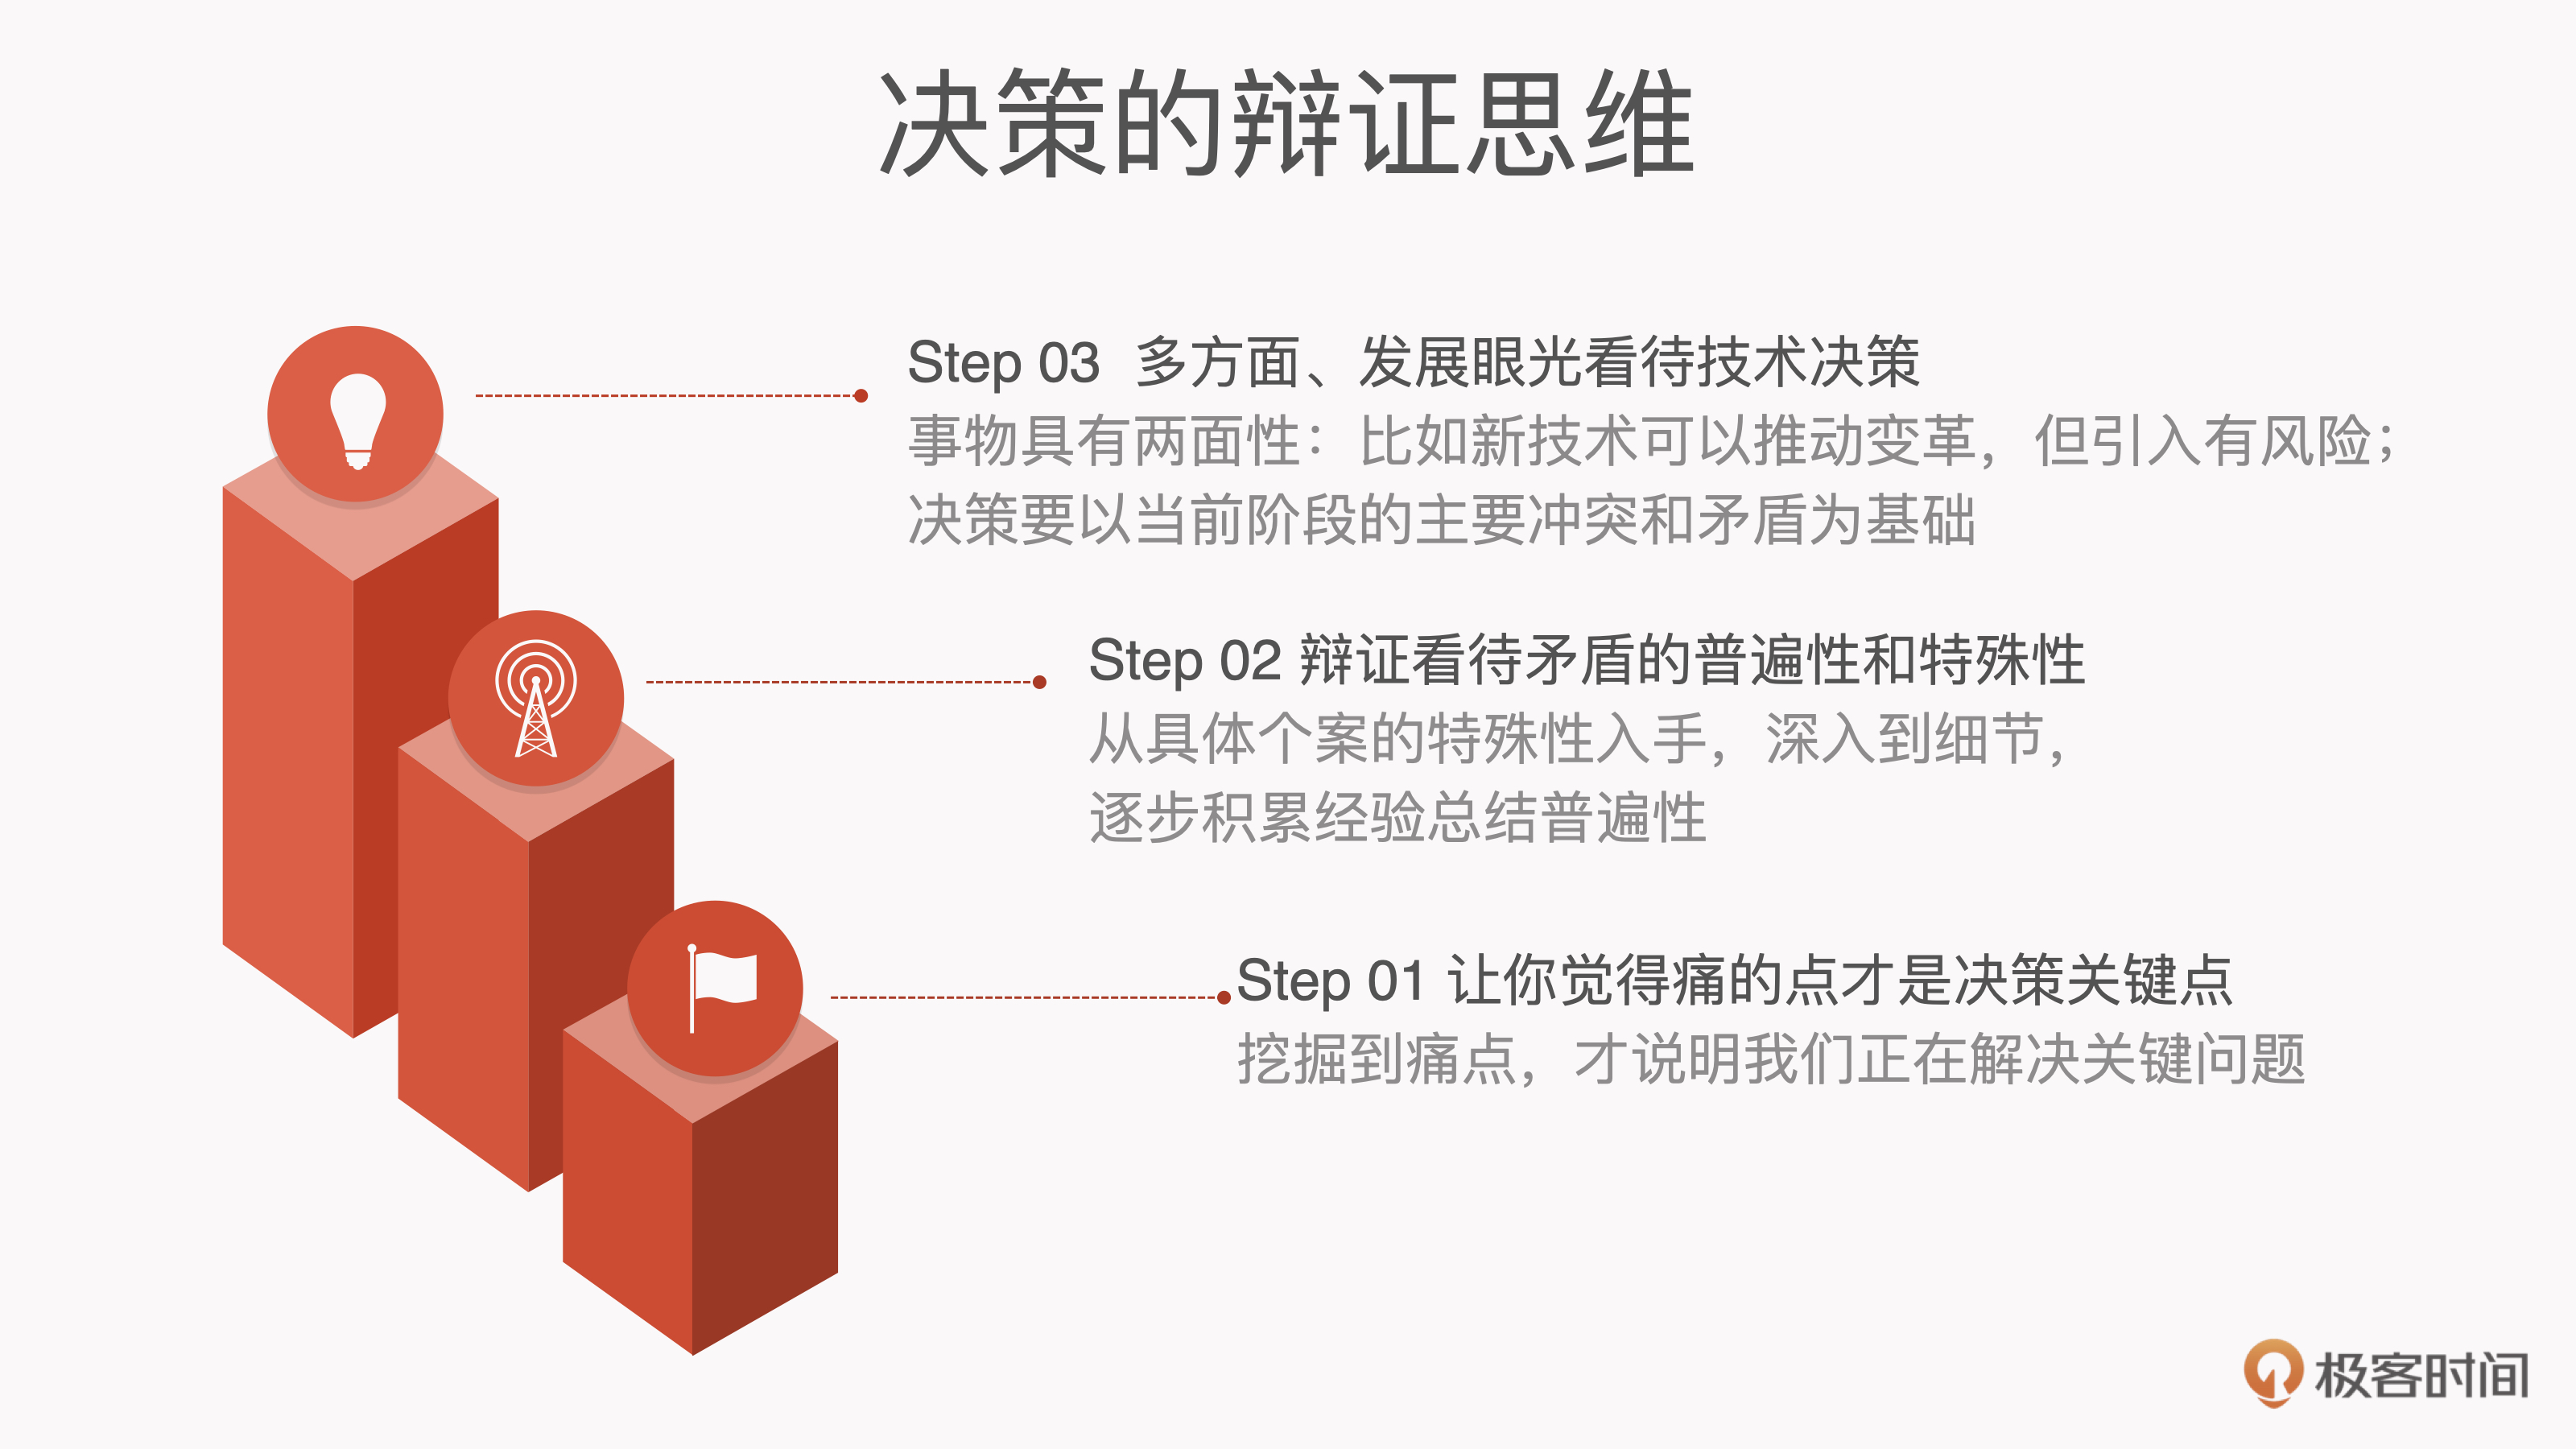 决策的辩证思维
Step 03 多方面、发展眼光看待技术决策
事物具有两面性：比如新技术可以推动变革，但引入有风险；
决策要以当前阶段的主要冲突和矛盾为基础
Step 02 辩证看待矛盾的普遍性和特殊性
从具体个案的特殊性入手，深入到细节，
逐步积累经验总结普遍性
Step 01 让你觉得痛的点才是决策关键点
挖掘到痛点，才说明我们正在解决关键问题
极客时间